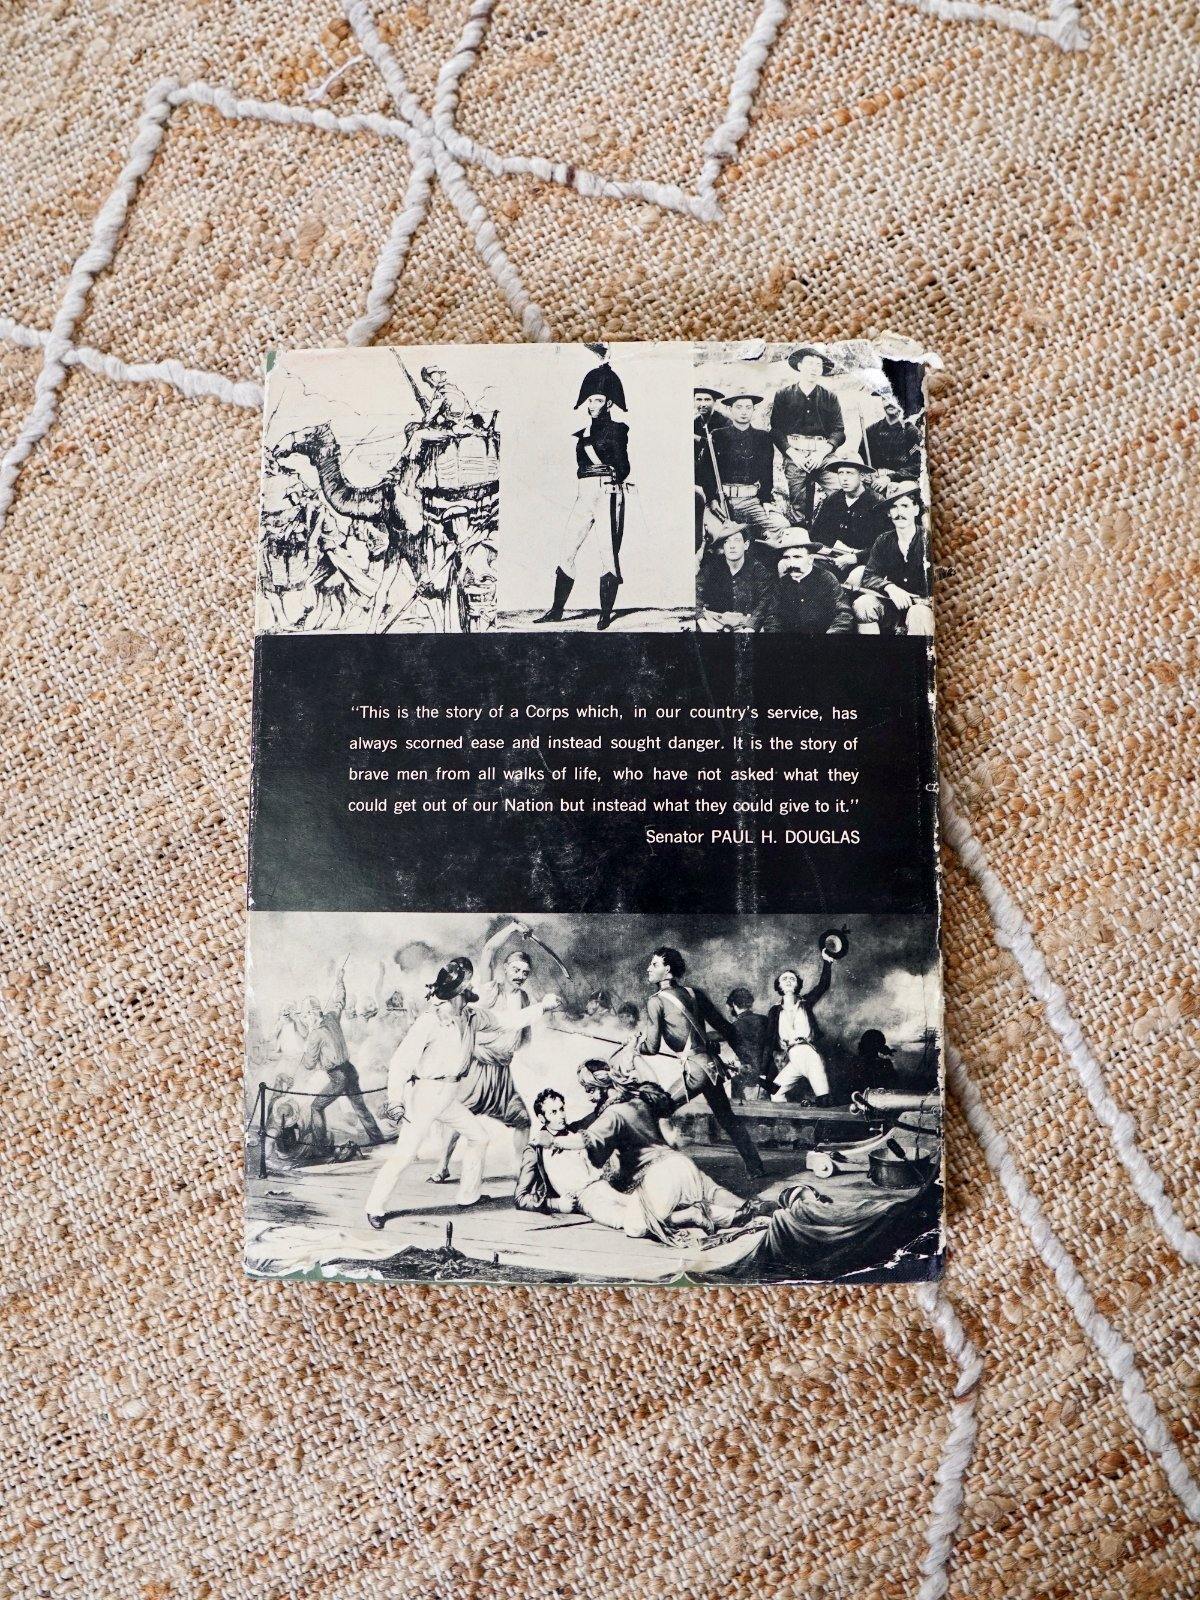 “This is the story of a Corps which, in our country’s service, has
always scorned ease and instead sought danger. It is the story of
brave men from all walks of life, who have not asked what they
could get out of our Nation but instead what they could give to it.”
Senator PAUL H. DOUGLAS